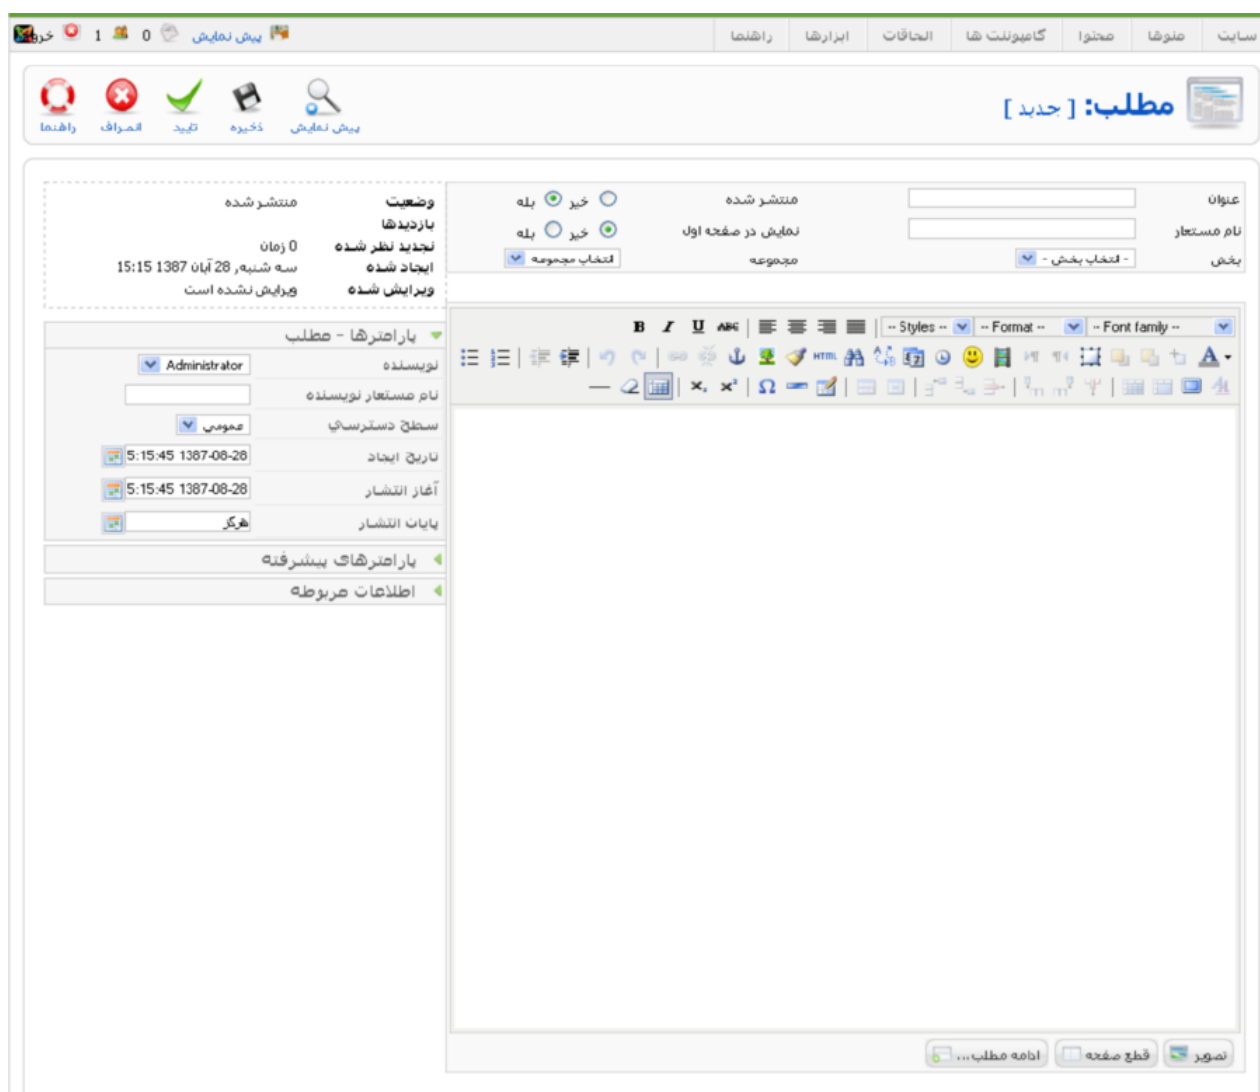 سایت منوها محتوا کامپوننت ها الحاقات ابزارها راهنما پیش نمایش 0 1 خرو
مطلب: [ جدید ]
پیش نمایش ذخیره تایید انصراف راهنما
عنوان منتشر شده خیر بله
نام مستعار نمایش در صفحه اول خیر بله
بخش - انتخاب بخش - مجموعه انتخاب مجموعه
وضعیت منتشر شده
بازدیدها
تجدید نظر شده 0 زمان
ایجاد شده سه شنبه, 28 آبان 1387 15:15
ویرایش شده ویرایش نشده است
B I U ABC -- Styles -- -- Format -- -- Font family --
HTML
پارامترها - مطلب
نویسنده Administrator
نام مستعار نویسنده
سطح دسترسي عمومی
تاریخ ایجاد 5:15:45 1387-08-28
آغاز انتشار 5:15:45 1387-08-28
پایان انتشار هرگز
پارامترهای پیشرفته
اطلاعات مربوطه
تصویر قطع صفحه ادامه مطلب...